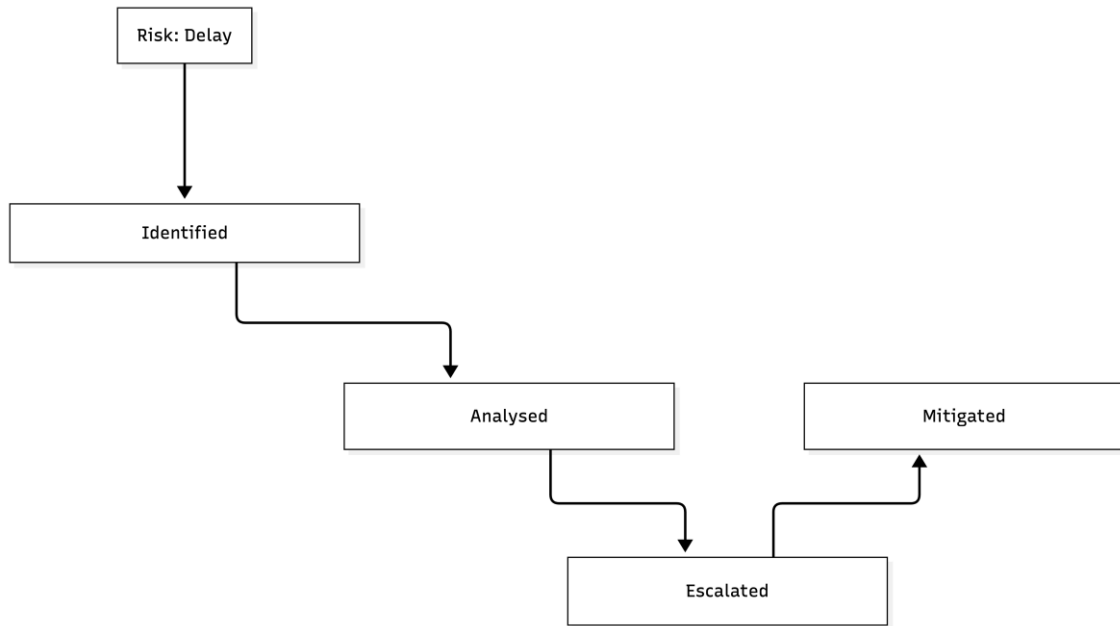 Risk: Delay
Identified
Analysed
Mitigated
Escalated